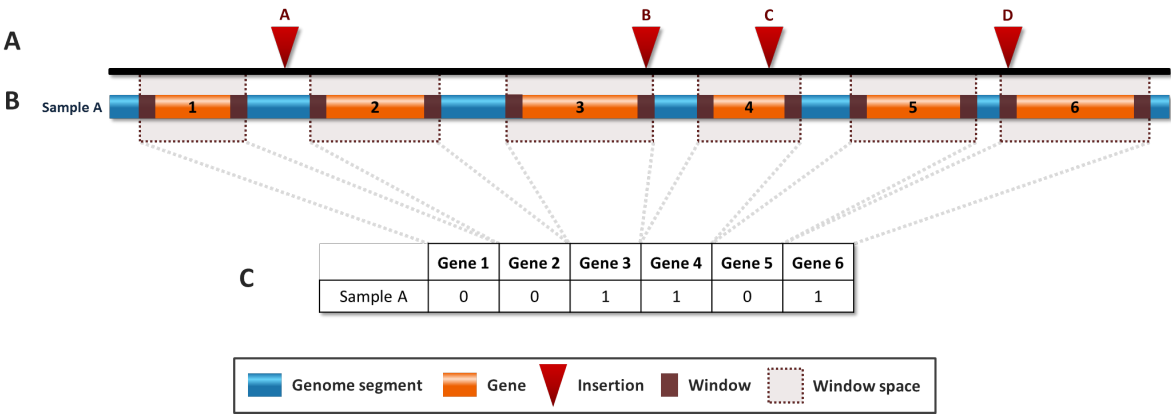 A B C D
A
B Sample A 1 2 3 4 5 6
C
Gene 1 Gene 2 Gene 3 Gene 4 Gene 5 Gene 6
Sample A 0 0 1 1 0 1
Genome segment Gene Insertion Window Window space